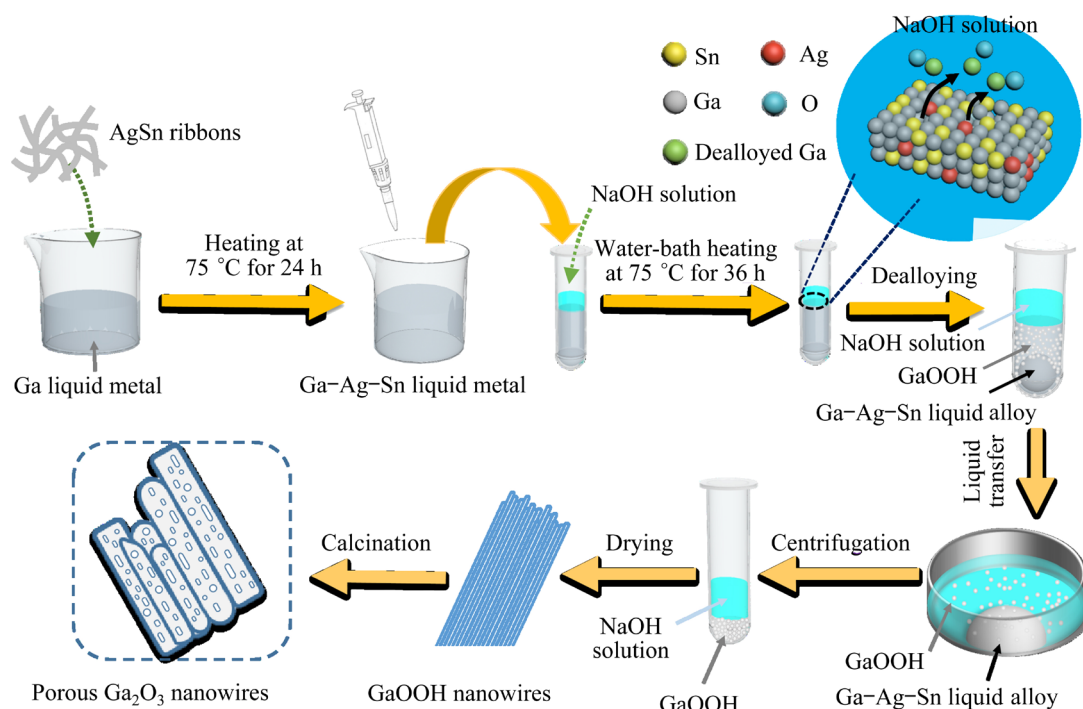 NaOH solution
Sn
Ag
Ga
O
Dealloyed Ga
AgSn ribbons
NaOH solution
Heating at
75 °C for 24 h
Water-bath heating
at 75 °C for 36 h
Dealloying
Ga liquid metal
Ga−Ag−Sn liquid metal
NaOH solution
GaOOH
Ga−Ag−Sn liquid alloy
Liquid
transfer
Calcination
Drying
Centrifugation
NaOH
solution
GaOOH
GaOOH
Ga−Ag−Sn liquid alloy
Porous Ga₂O₃ nanowires
GaOOH nanowires